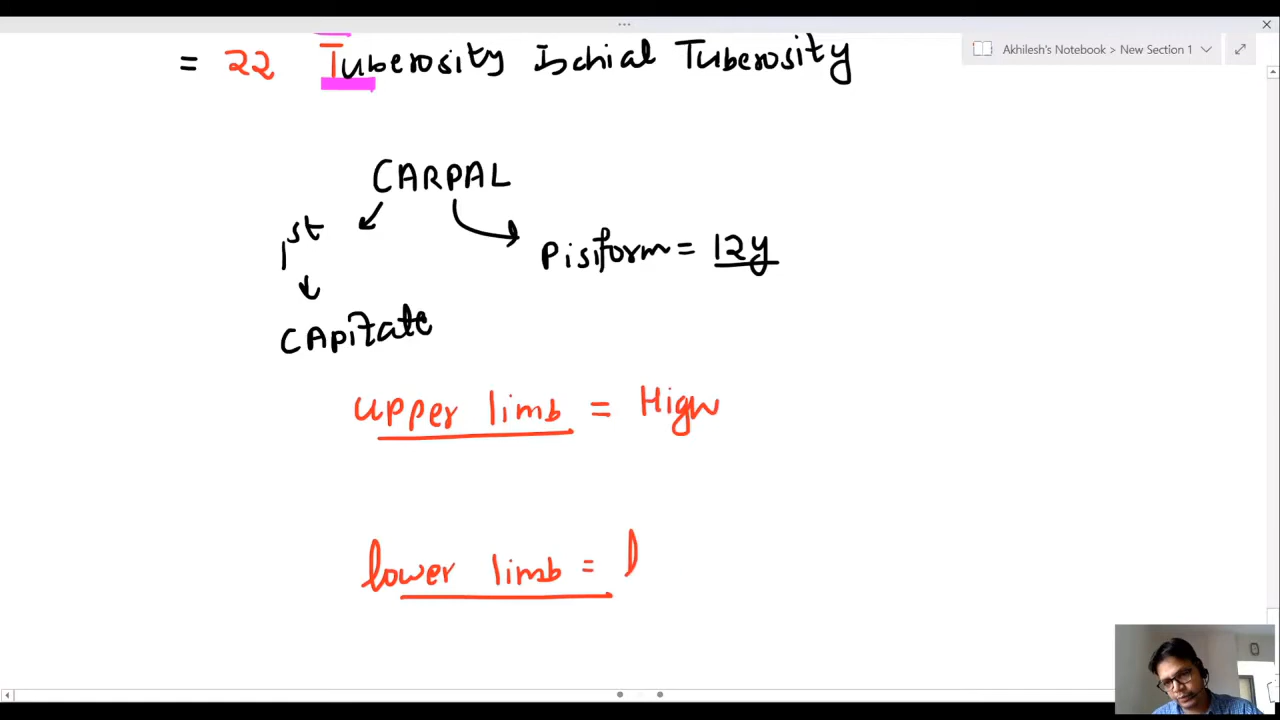 Akhilesh's Notebook > New Section 1
= 22 Tuberosity Ischial Tuberosity
CARPAL
1st
Pisiform = 12y
CApitate
upper limb = High
lower limb = l